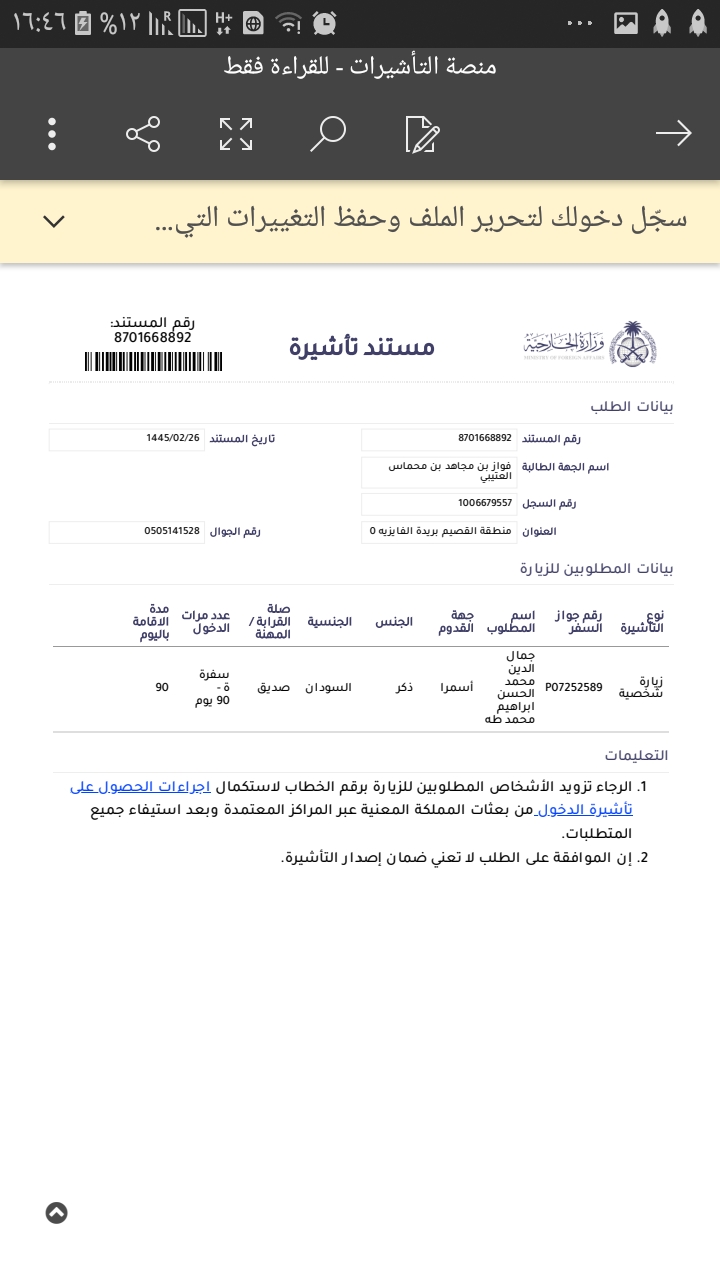 ١٦:٤٦ %١٢ R H+
منصة التأشيرات - للقراءة فقط
سجّل دخولك لتحرير الملف وحفظ التغييرات التي...
رقم المستند:
8701668892
مستند تأشيرة
وزارة الخارجية
MINISTRY OF FOREIGN AFFAIRS
بيانات الطلب
رقم المستند 8701668892 تاريخ المستند 1445/02/26
اسم الجهة الطالبة فواز بن مجاهد بن محماس
العتيبي
رقم السجل 1006679557
العنوان منطقة القصيم بريدة الفايزيه 0 رقم الجوال 0505141528
بيانات المطلوبين للزيارة
نوع التأشيرة رقم جواز السفر اسم المطلوب جهة القدوم الجنس الجنسية صلة القرابة / المهنة عدد مرات الدخول مدة الاقامة باليوم
زيارة شخصية P07252589 جمال الدين محمد الحسن ابراهيم محمد طه أسمرا ذكر السودان صديق سفرة ة - 90 يوم 90
التعليمات
1. الرجاء تزويد الأشخاص المطلوبين للزيارة برقم الخطاب لاستكمال اجراءات الحصول على
تأشيرة الدخول من بعثات المملكة المعنية عبر المراكز المعتمدة وبعد استيفاء جميع
المتطلبات.
2. إن الموافقة على الطلب لا تعني ضمان إصدار التأشيرة.